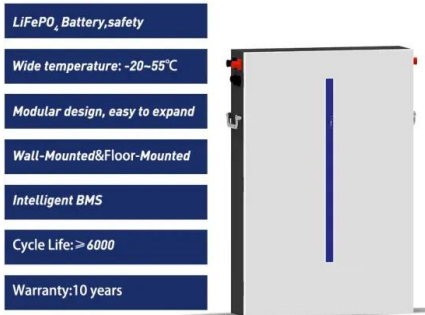 LiFePO₄ Battery,safety
Wide temperature: -20~55℃
Modular design, easy to expand
Wall-Mounted&Floor-Mounted
Intelligent BMS
Cycle Life:≥6000
Warranty:10 years